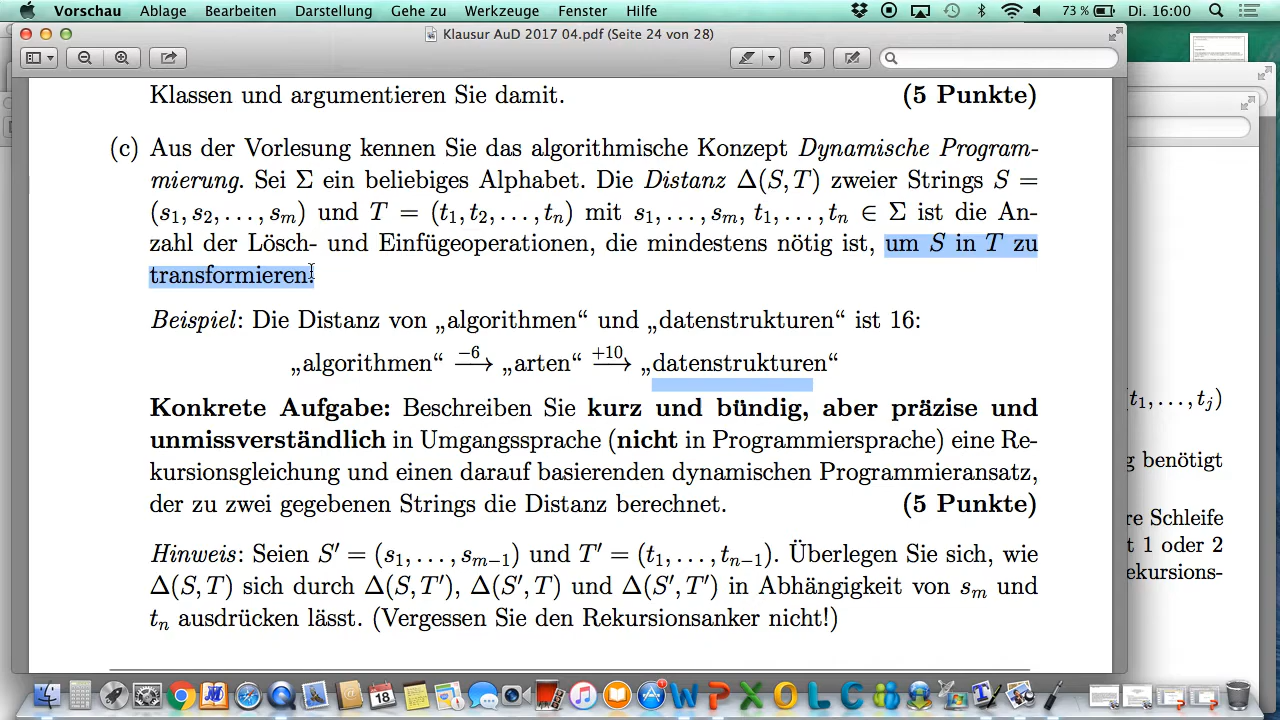 Vorschau Ablage Bearbeiten Darstellung Gehe zu Werkzeuge Fenster Hilfe 73 % Di. 16:00
Klausur AuD 2017 04.pdf (Seite 24 von 28)
Klassen und argumentieren Sie damit. (5 Punkte)
(c) Aus der Vorlesung kennen Sie das algorithmische Konzept Dynamische Program-
mierung. Sei Σ ein beliebiges Alphabet. Die Distanz Δ(S, T) zweier Strings S =
(s₁, s₂, . . . , sₘ) und T = (t₁, t₂, . . . , tₙ) mit s₁, . . . , sₘ, t₁, . . . , tₙ ∈ Σ ist die An-
zahl der Lösch- und Einfügeoperationen, die mindestens nötig ist, um S in T zu
transformieren.
Beispiel: Die Distanz von „algorithmen“ und „datenstrukturen“ ist 16:
„algorithmen“ −6⟶ „arten“ +10⟶ „datenstrukturen“
Konkrete Aufgabe: Beschreiben Sie kurz und bündig, aber präzise und
unmissverständlich in Umgangssprache (nicht in Programmiersprache) eine Re-
kursionsgleichung und einen darauf basierenden dynamischen Programmieransatz,
der zu zwei gegebenen Strings die Distanz berechnet. (5 Punkte)
Hinweis: Seien S′ = (s₁, . . . , sₘ₋₁) und T′ = (t₁, . . . , tₙ₋₁). Überlegen Sie sich, wie
Δ(S, T) sich durch Δ(S, T′), Δ(S′, T) und Δ(S′, T′) in Abhängigkeit von sₘ und
tₙ ausdrücken lässt. (Vergessen Sie den Rekursionsanker nicht!)
(t₁, . . . , tⱼ)
g benötigt
re Schleife
t 1 oder 2
ekursions-